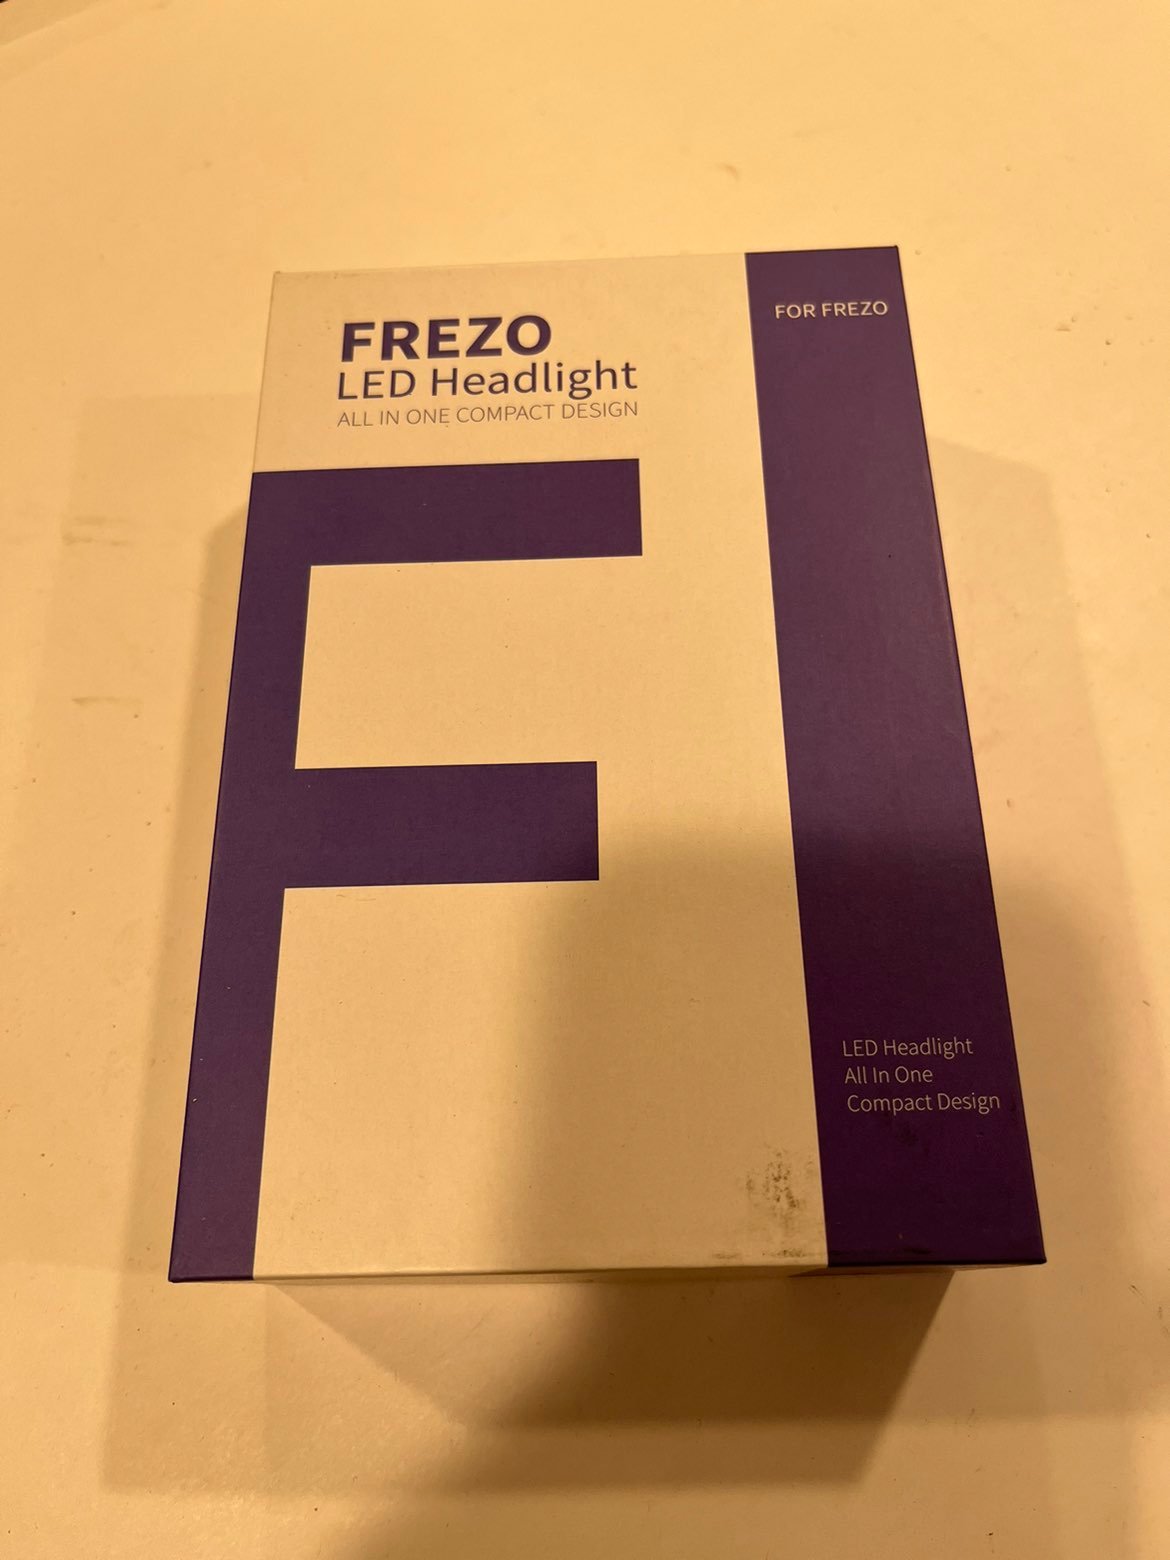 FREZO
LED Headlight
ALL IN ONE COMPACT DESIGN
FOR FREZO
LED Headlight
All In One
Compact Design